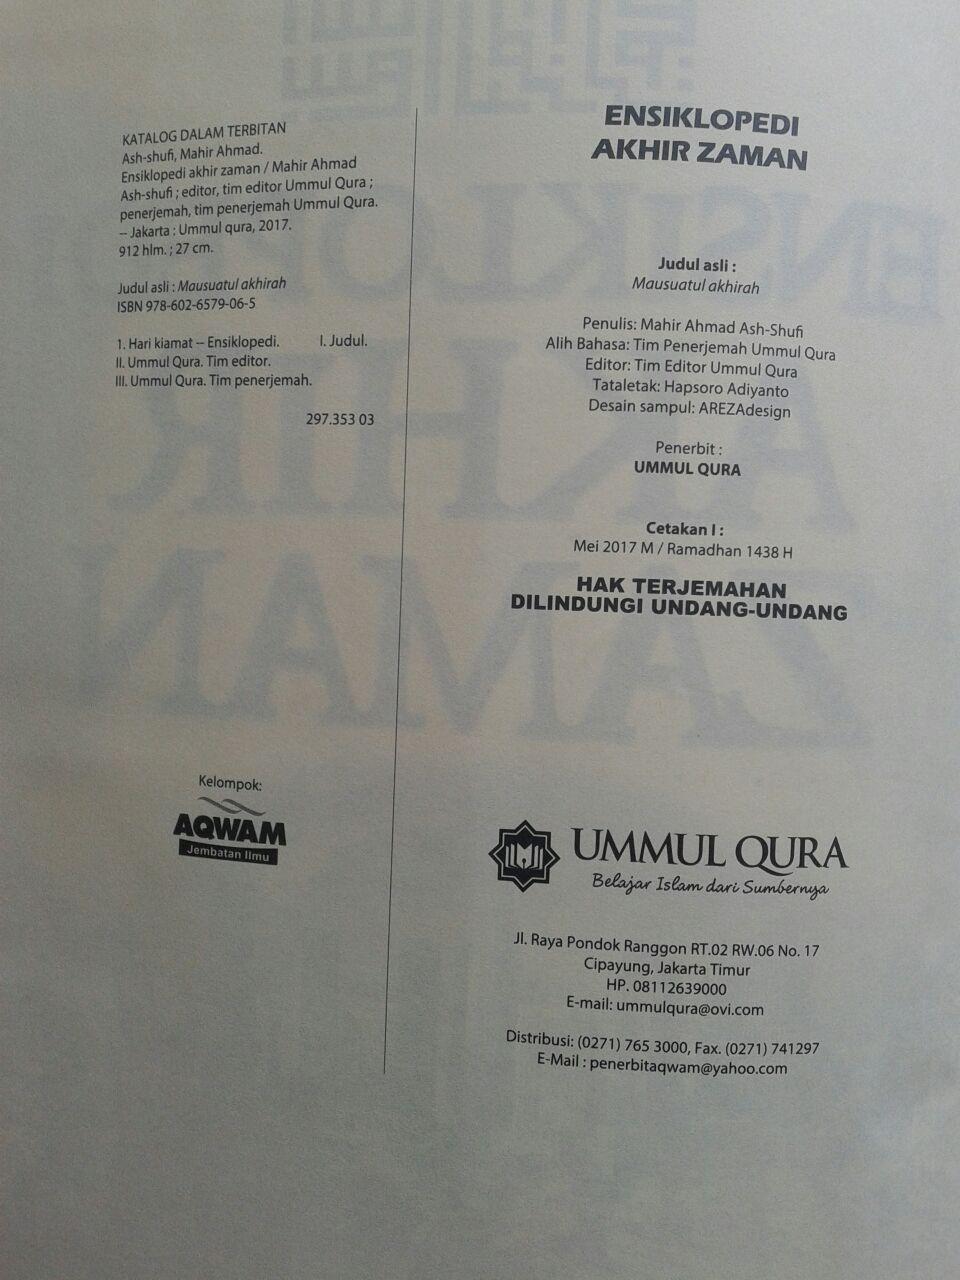 KATALOG DALAM TERBITAN
Ash-shufi, Mahir Ahmad.
Ensiklopedi akhir zaman / Mahir Ahmad
Ash-shufi ; editor, tim editor Ummul Qura ;
penerjemah, tim penerjemah Ummul Qura.
-- Jakarta : Ummul qura, 2017.
912 hlm. ; 27 cm.
Judul asli : Mausuatul akhirah
ISBN 978-602-6579-06-5
1. Hari kiamat -- Ensiklopedi. I. Judul.
II. Ummul Qura. Tim editor.
III. Ummul Qura. Tim penerjemah.
297.353 03
Kelompok:
AQWAM
Jembatan Ilmu
ENSIKLOPEDI
AKHIR ZAMAN
Judul asli :
Mausuatul akhirah
Penulis: Mahir Ahmad Ash-Shufi
Alih Bahasa: Tim Penerjemah Ummul Qura
Editor: Tim Editor Ummul Qura
Tataletak: Hapsoro Adiyanto
Desain sampul: AREZAdesign
Penerbit :
UMMUL QURA
Cetakan I :
Mei 2017 M / Ramadhan 1438 H
HAK TERJEMAHAN
DILINDUNGI UNDANG-UNDANG
UMMUL QURA
Belajar Islam dari Sumbernya
Jl. Raya Pondok Ranggon RT.02 RW.06 No. 17
Cipayung, Jakarta Timur
HP. 08112639000
E-mail: ummulqura@ovi.com
Distribusi: (0271) 765 3000, Fax. (0271) 741297
E-Mail : penerbitaqwam@yahoo.com